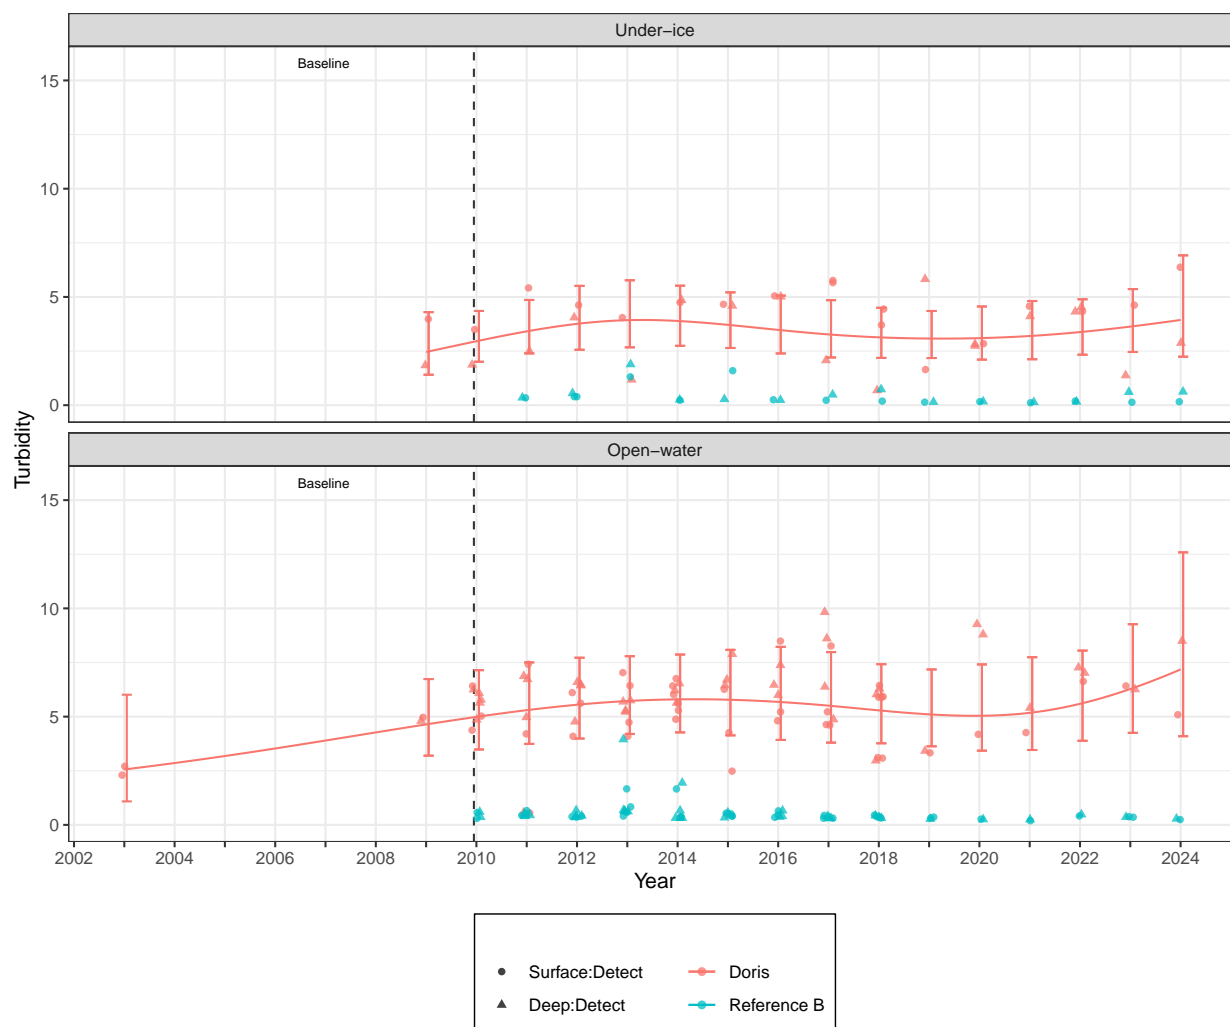 Under−ice
Baseline
15
10
5
0
Turbidity
Open−water
Baseline
15
10
5
0
2002 2004 2006 2008 2010 2012 2014 2016 2018 2020 2022 2024
Year
Surface:Detect Doris
Deep:Detect Reference B